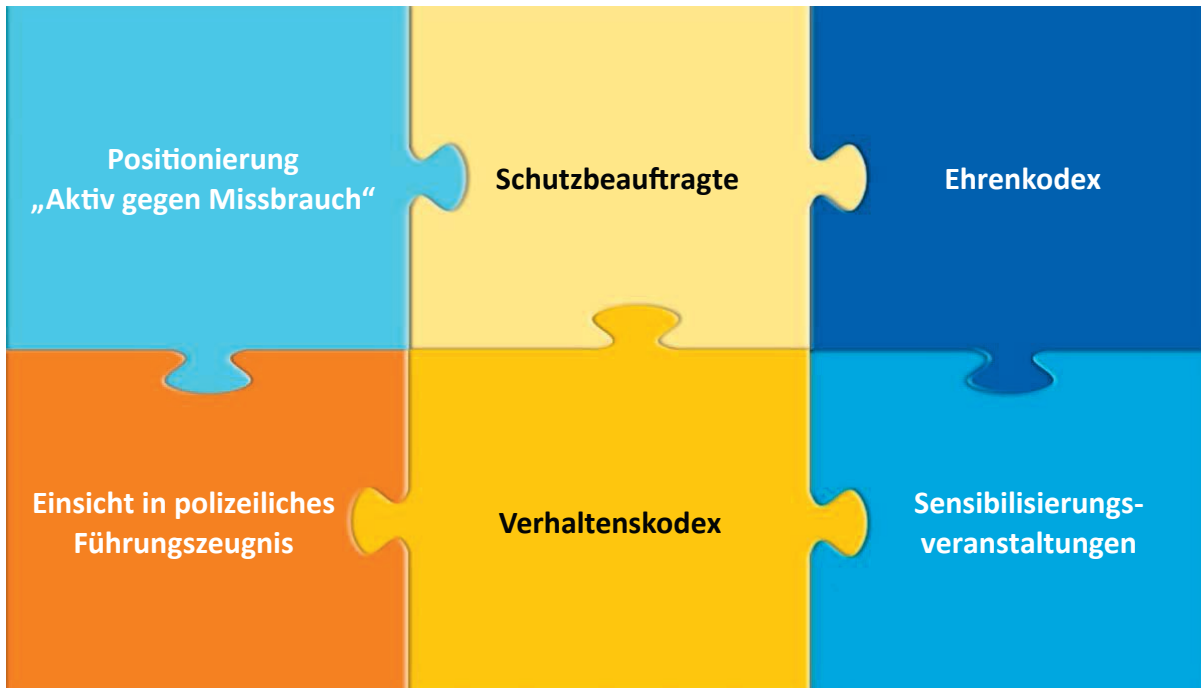 Positionierung
„Aktiv gegen Missbrauch“
Schutzbeauftragte
Ehrenkodex
Einsicht in polizeiliches
Führungszeugnis
Verhaltenskodex
Sensibilisierungs-
veranstaltungen